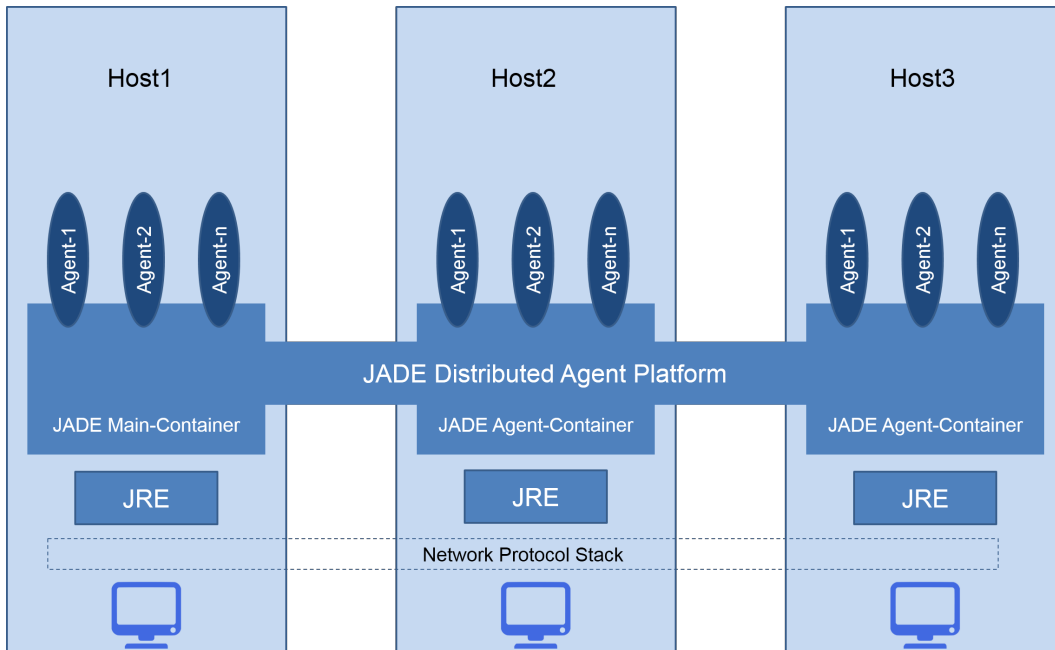 Host1
Host2
Host3
Agent-1
Agent-2
Agent-n
Agent-1
Agent-2
Agent-n
Agent-1
Agent-2
Agent-n
JADE Distributed Agent Platform
JADE Main-Container
JADE Agent-Container
JADE Agent-Container
JRE
JRE
JRE
Network Protocol Stack